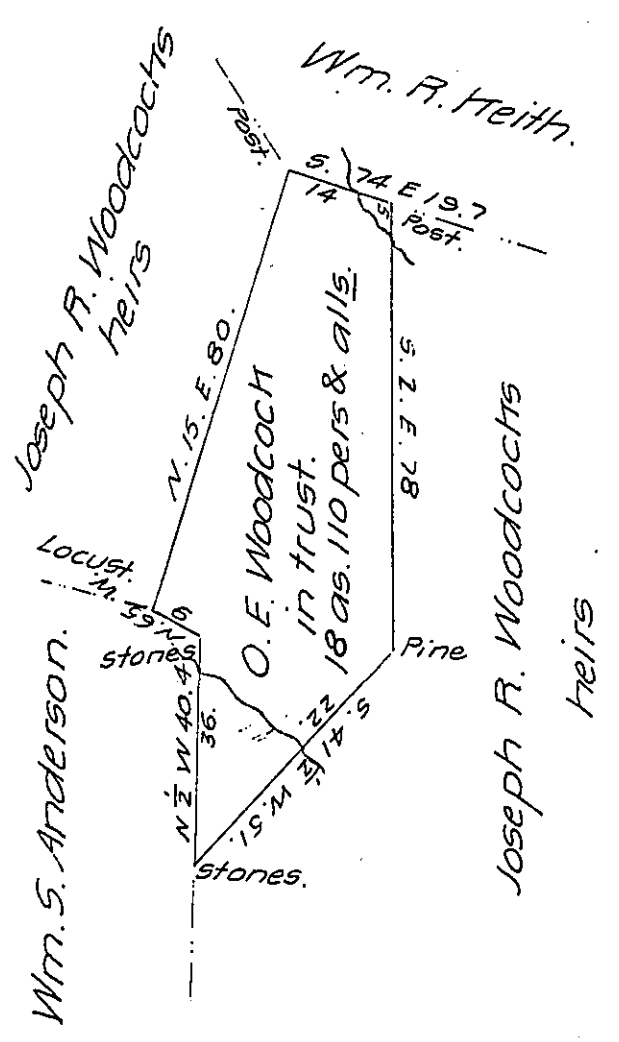 Wm. R. Keith.
Joseph R. Woodcocks
heirs
Post.
S. 74 E 19.7
14
5
Post.
N. 15. E. 80.
S. 2. E. 78
O. E. Woodcock
in trust.
18 as. 110 pers & alls.
Locust.
N. 65 W.
9
stones
Pine
Wm. S. Anderson.
N ½ W 40.4
36.
22.
S. 41 ½ W. 51.
stones.
Joseph R. Woodcocks
heirs